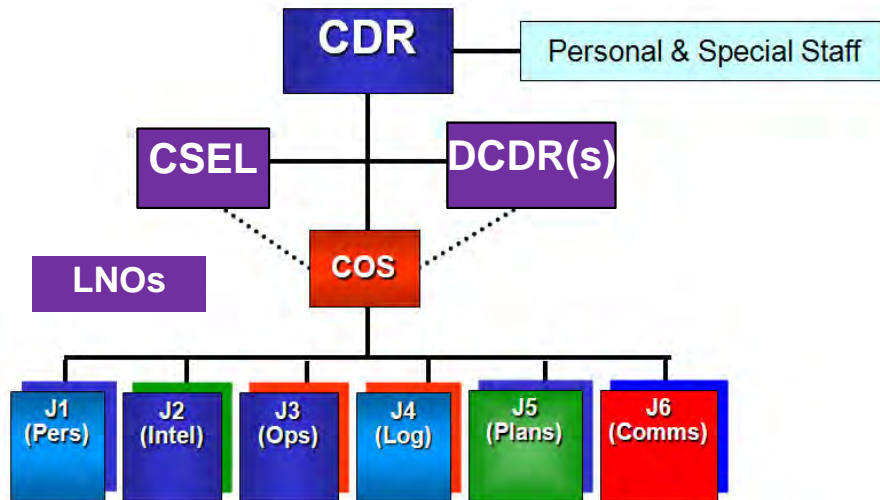 CDR
Personal & Special Staff
CSEL
DCDR(s)
COS
LNOs
J1
(Pers)
J2
(Intel)
J3
(Ops)
J4
(Log)
J5
(Plans)
J6
(Comms)